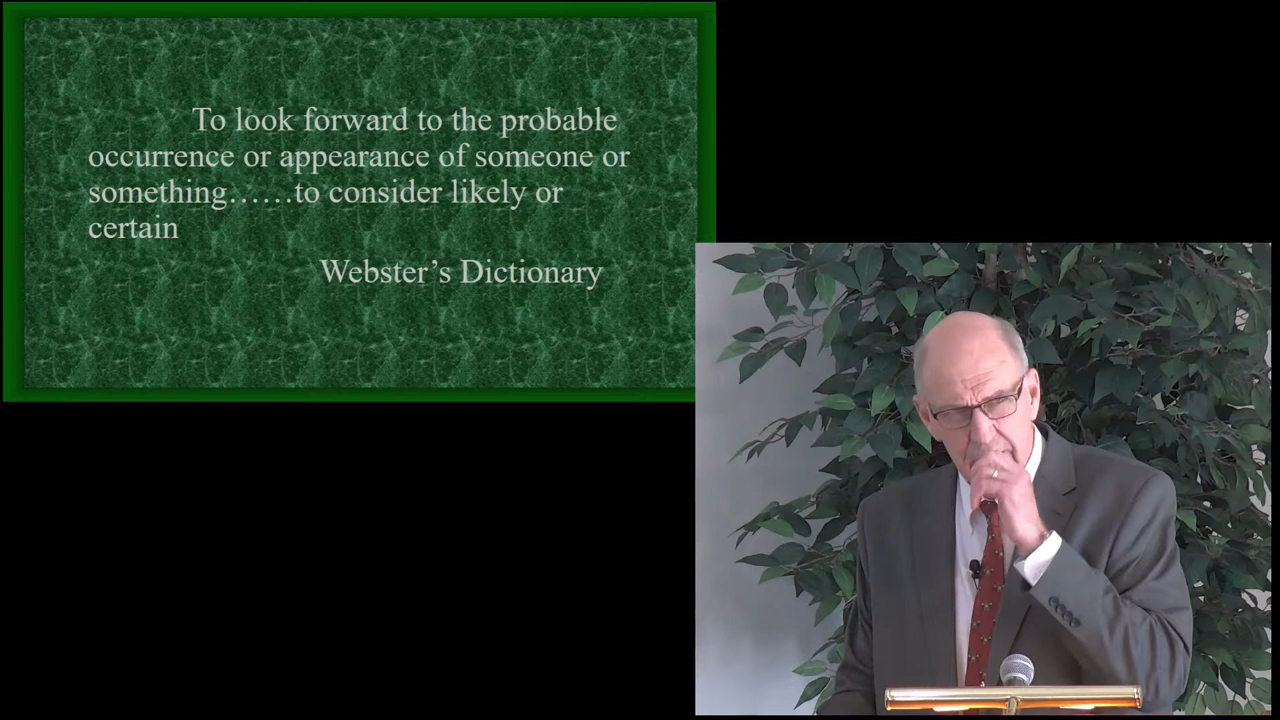 To look forward to the probable
occurrence or appearance of someone or
something……to consider likely or
certain
Webster’s Dictionary